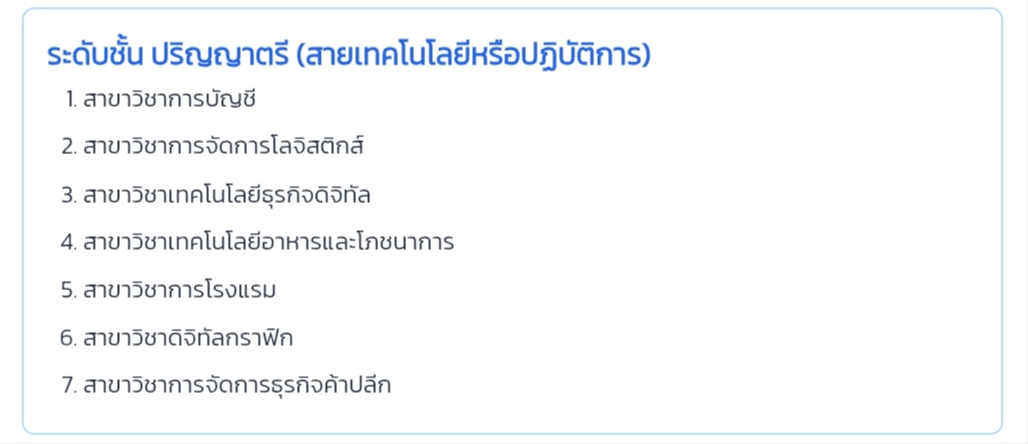 ระดับชั้น ปริญญาตรี (สายเทคโนโลยีหรือปฏิบัติการ)
1. สาขาวิชาการบัญชี
2. สาขาวิชาการจัดการโลจิสติกส์
3. สาขาวิชาเทคโนโลยีธุรกิจดิจิทัล
4. สาขาวิชาเทคโนโลยีอาหารและโภชนาการ
5. สาขาวิชาการโรงแรม
6. สาขาวิชาดิจิทัลกราฟิก
7. สาขาวิชาการจัดการธุรกิจค้าปลีก